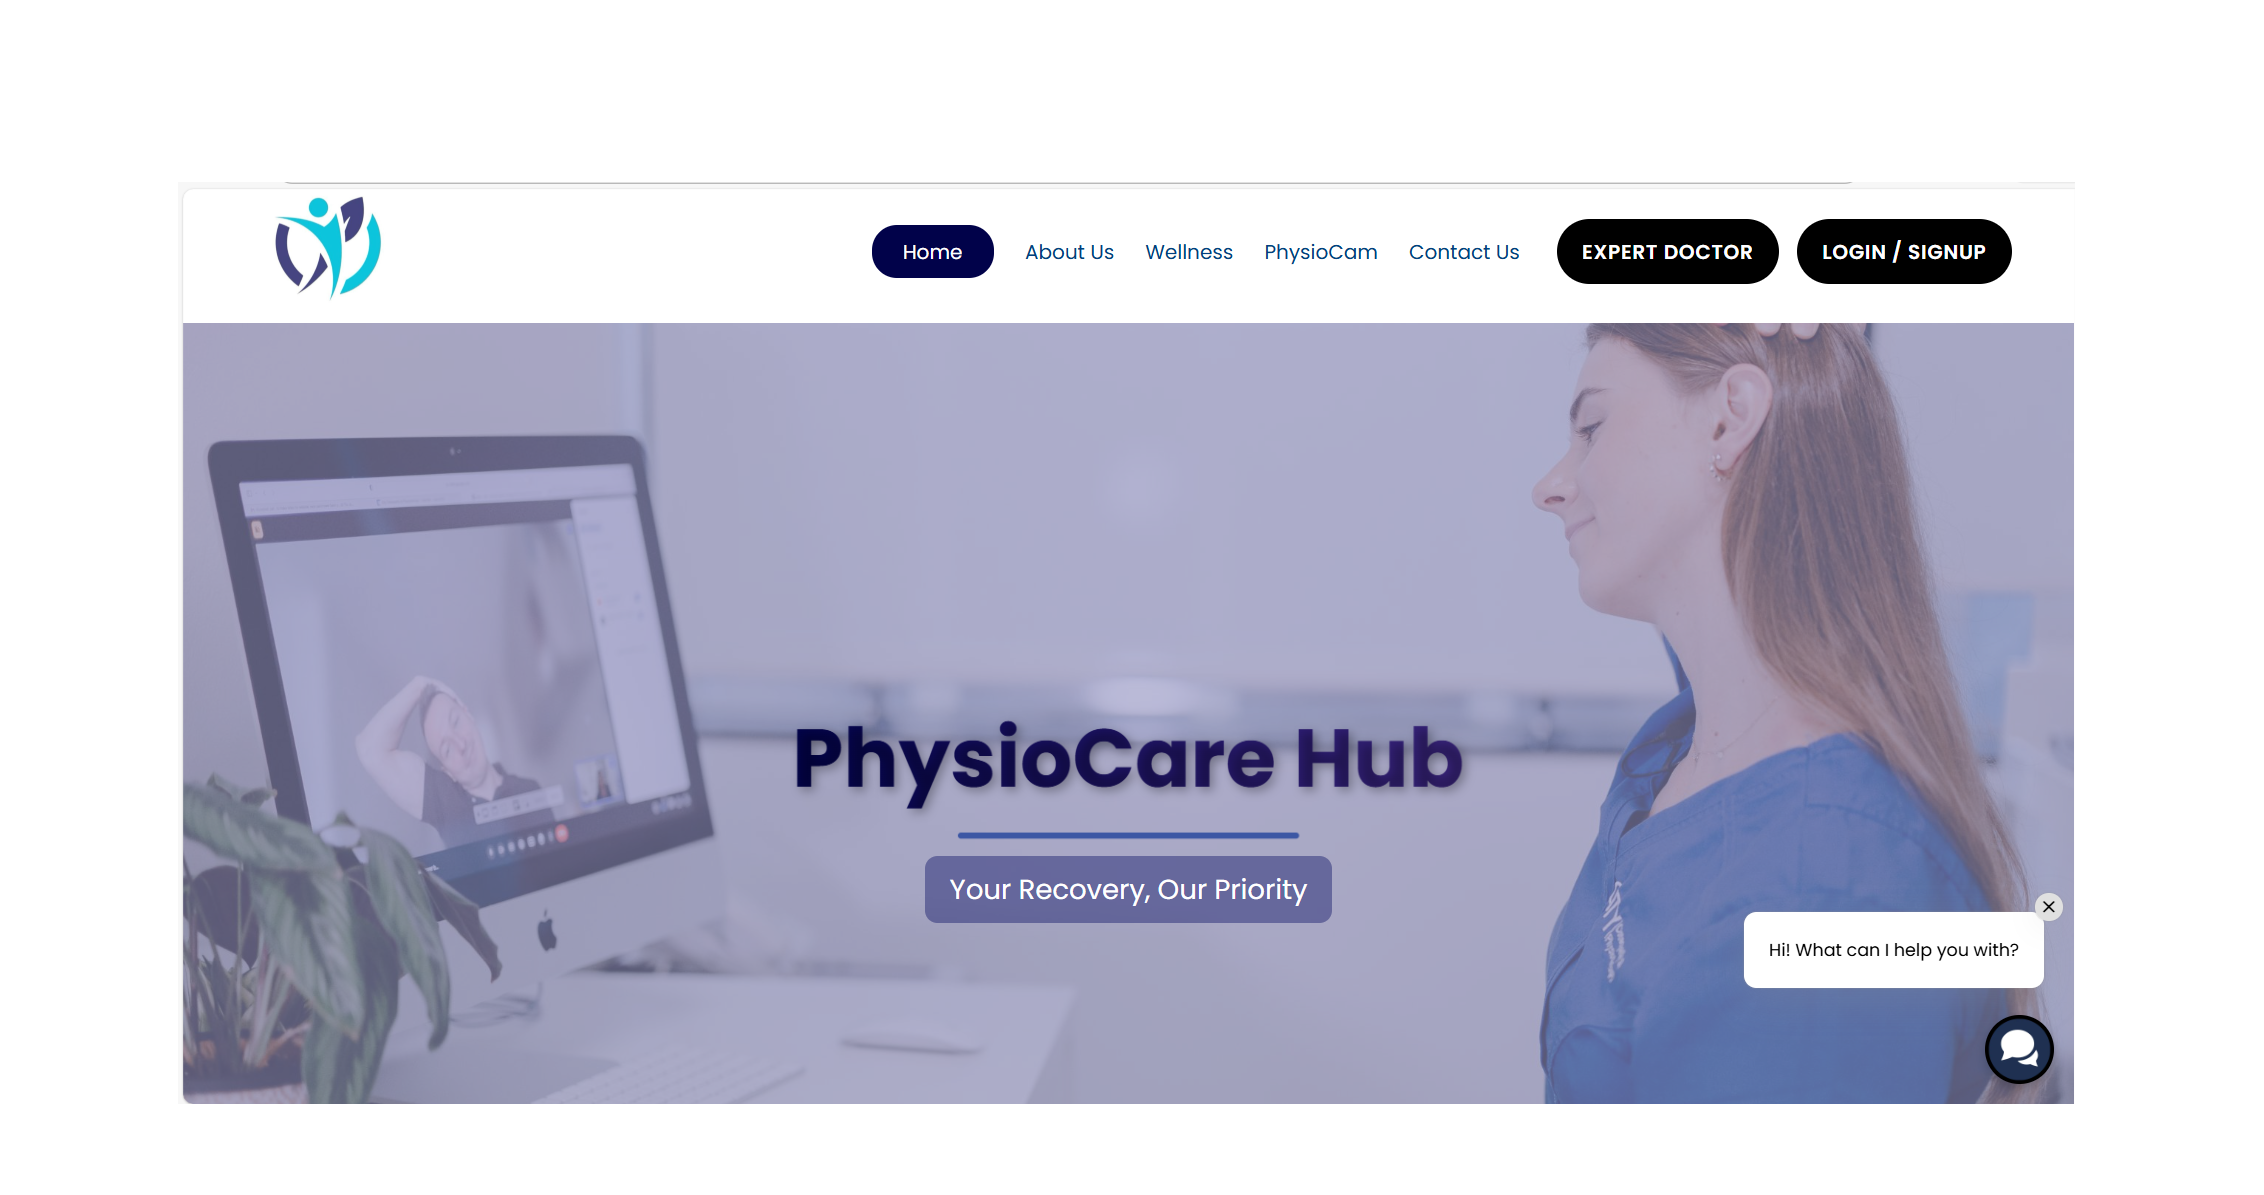 Home
About Us
Wellness
PhysioCam
Contact Us
EXPERT DOCTOR
LOGIN / SIGNUP
PhysioCare Hub
Your Recovery, Our Priority
Hi! What can I help you with?